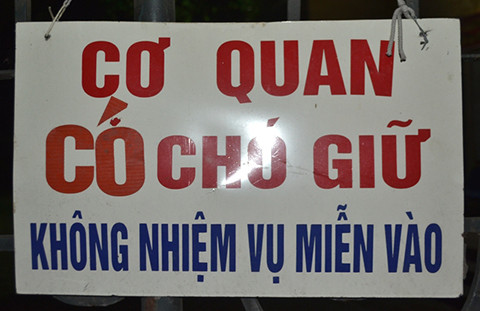 CƠ QUAN
CÓ CHÓ GIỮ
KHÔNG NHIỆM VỤ MIỄN VÀO